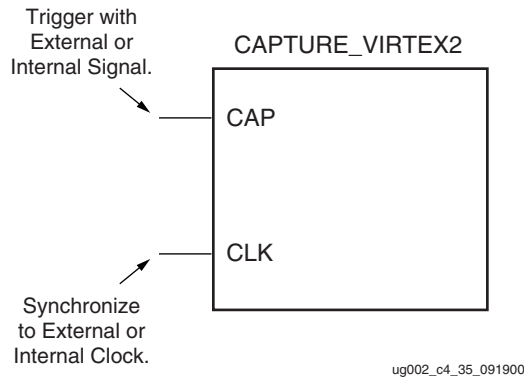 Trigger with
External or
Internal Signal.
CAPTURE_VIRTEX2
CAP
CLK
Synchronize
to External or
Internal Clock.
ug002_c4_35_091900